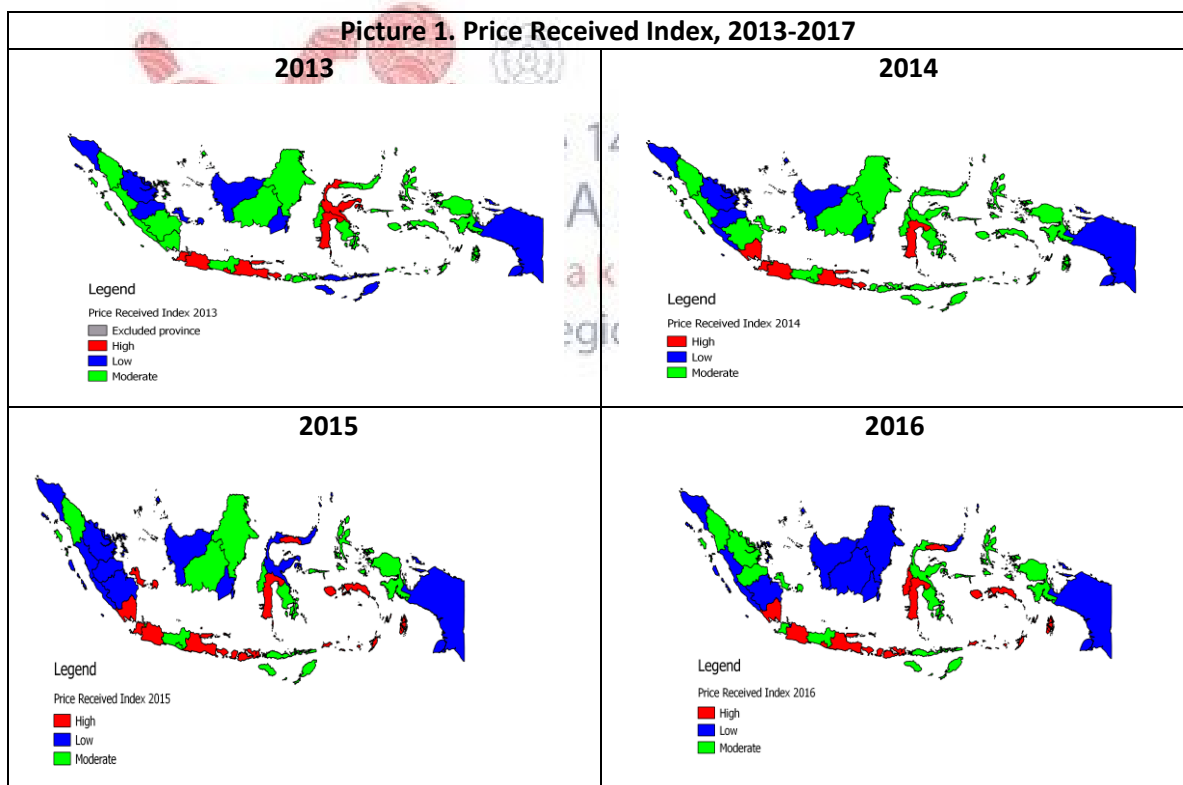 Picture 1. Price Received Index, 2013-2017
2013
2014
14
A
a k
egi
Legend
Price Received Index 2013
Excluded province
High
Low
Moderate
Legend
Price Received Index 2014
High
Low
Moderate
2015
2016
Legend
Price Received Index 2015
High
Low
Moderate
Legend
Price Received Index 2016
High
Low
Moderate